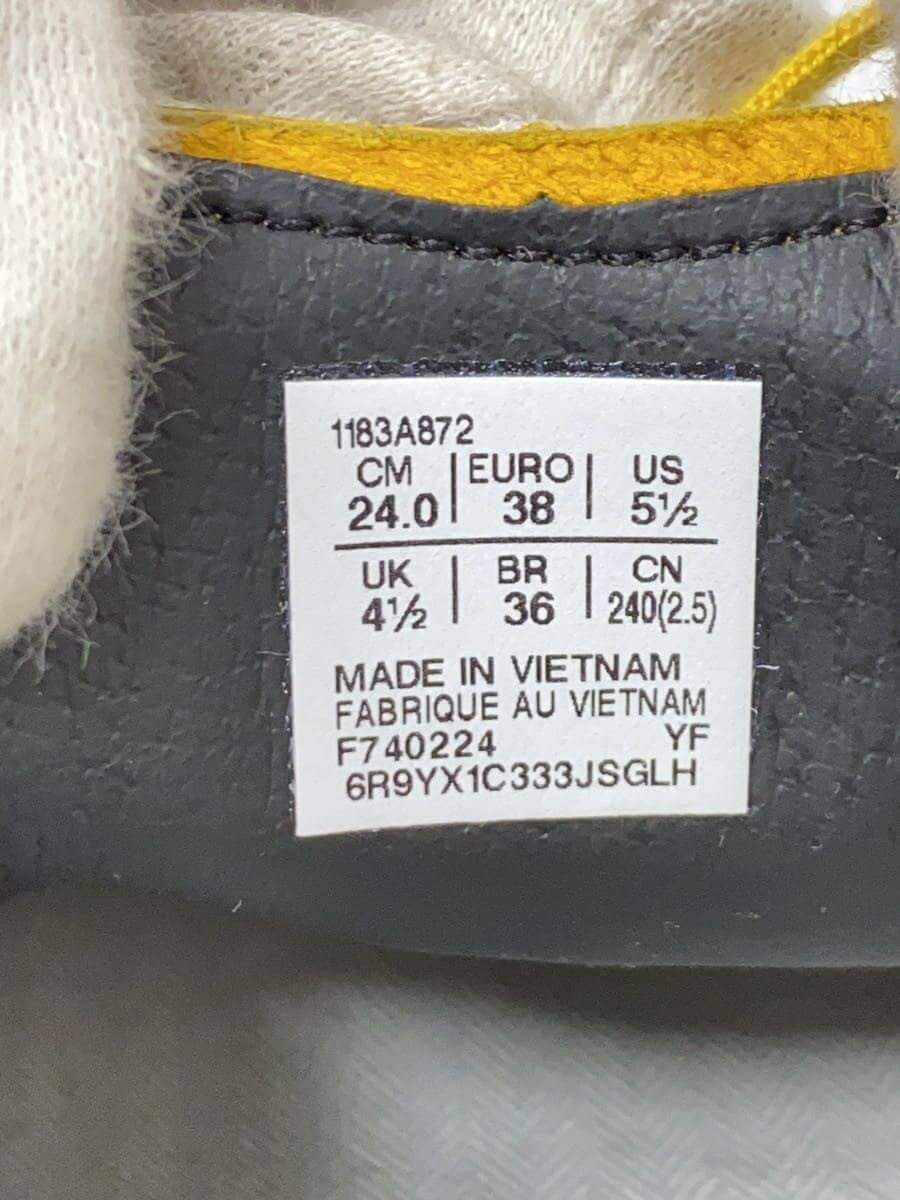 1183A872
CM | EURO | US
24.0 | 38 | 5½
UK | BR | CN
4½ | 36 | 240(2.5)
MADE IN VIETNAM
FABRIQUE AU VIETNAM
F740224 YF
6R9YX1C333JSGLH